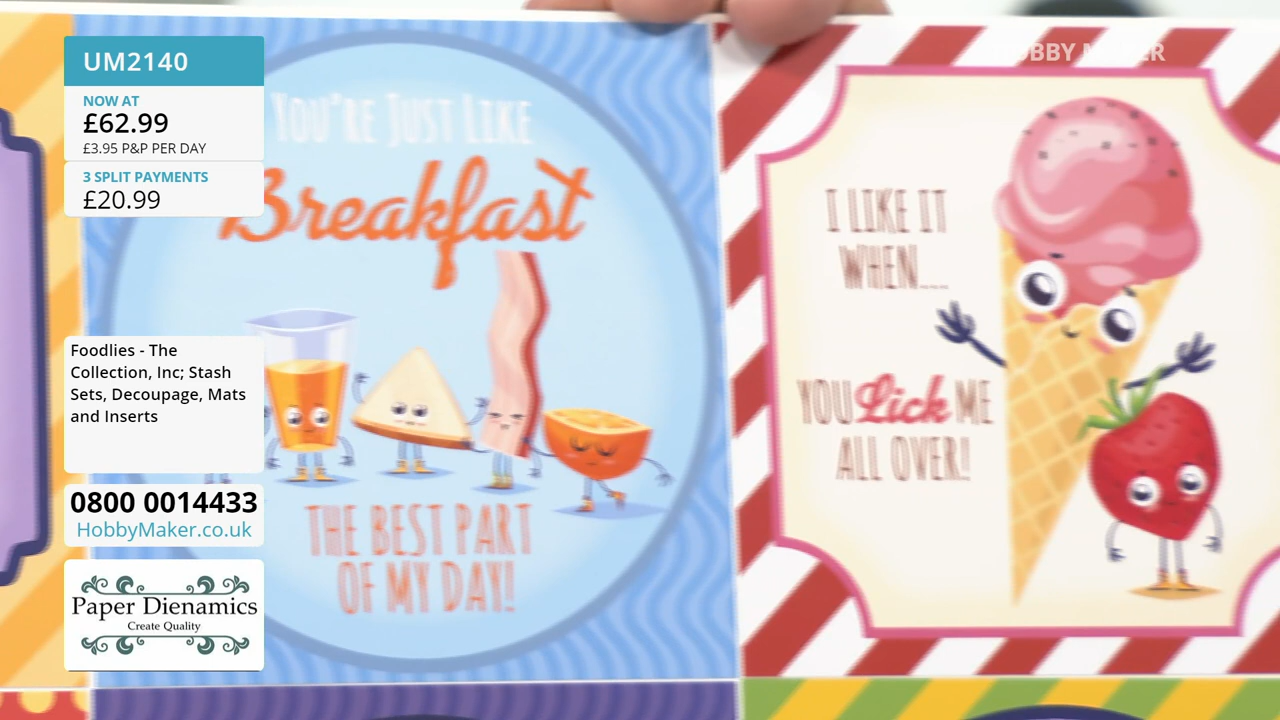 UM2140
NOW AT
£62.99
£3.95 P&P PER DAY
3 SPLIT PAYMENTS
£20.99
Foodlies - The
Collection, Inc; Stash
Sets, Decoupage, Mats
and Inserts
0800 0014433
HobbyMaker.co.uk
Paper Dienamics
Create Quality
YOU'RE JUST LIKE
Breakfast
THE BEST PART
OF MY DAY!
HOBBY MAKER
I LIKE IT
WHEN....
YOU Lick ME
ALL OVER!